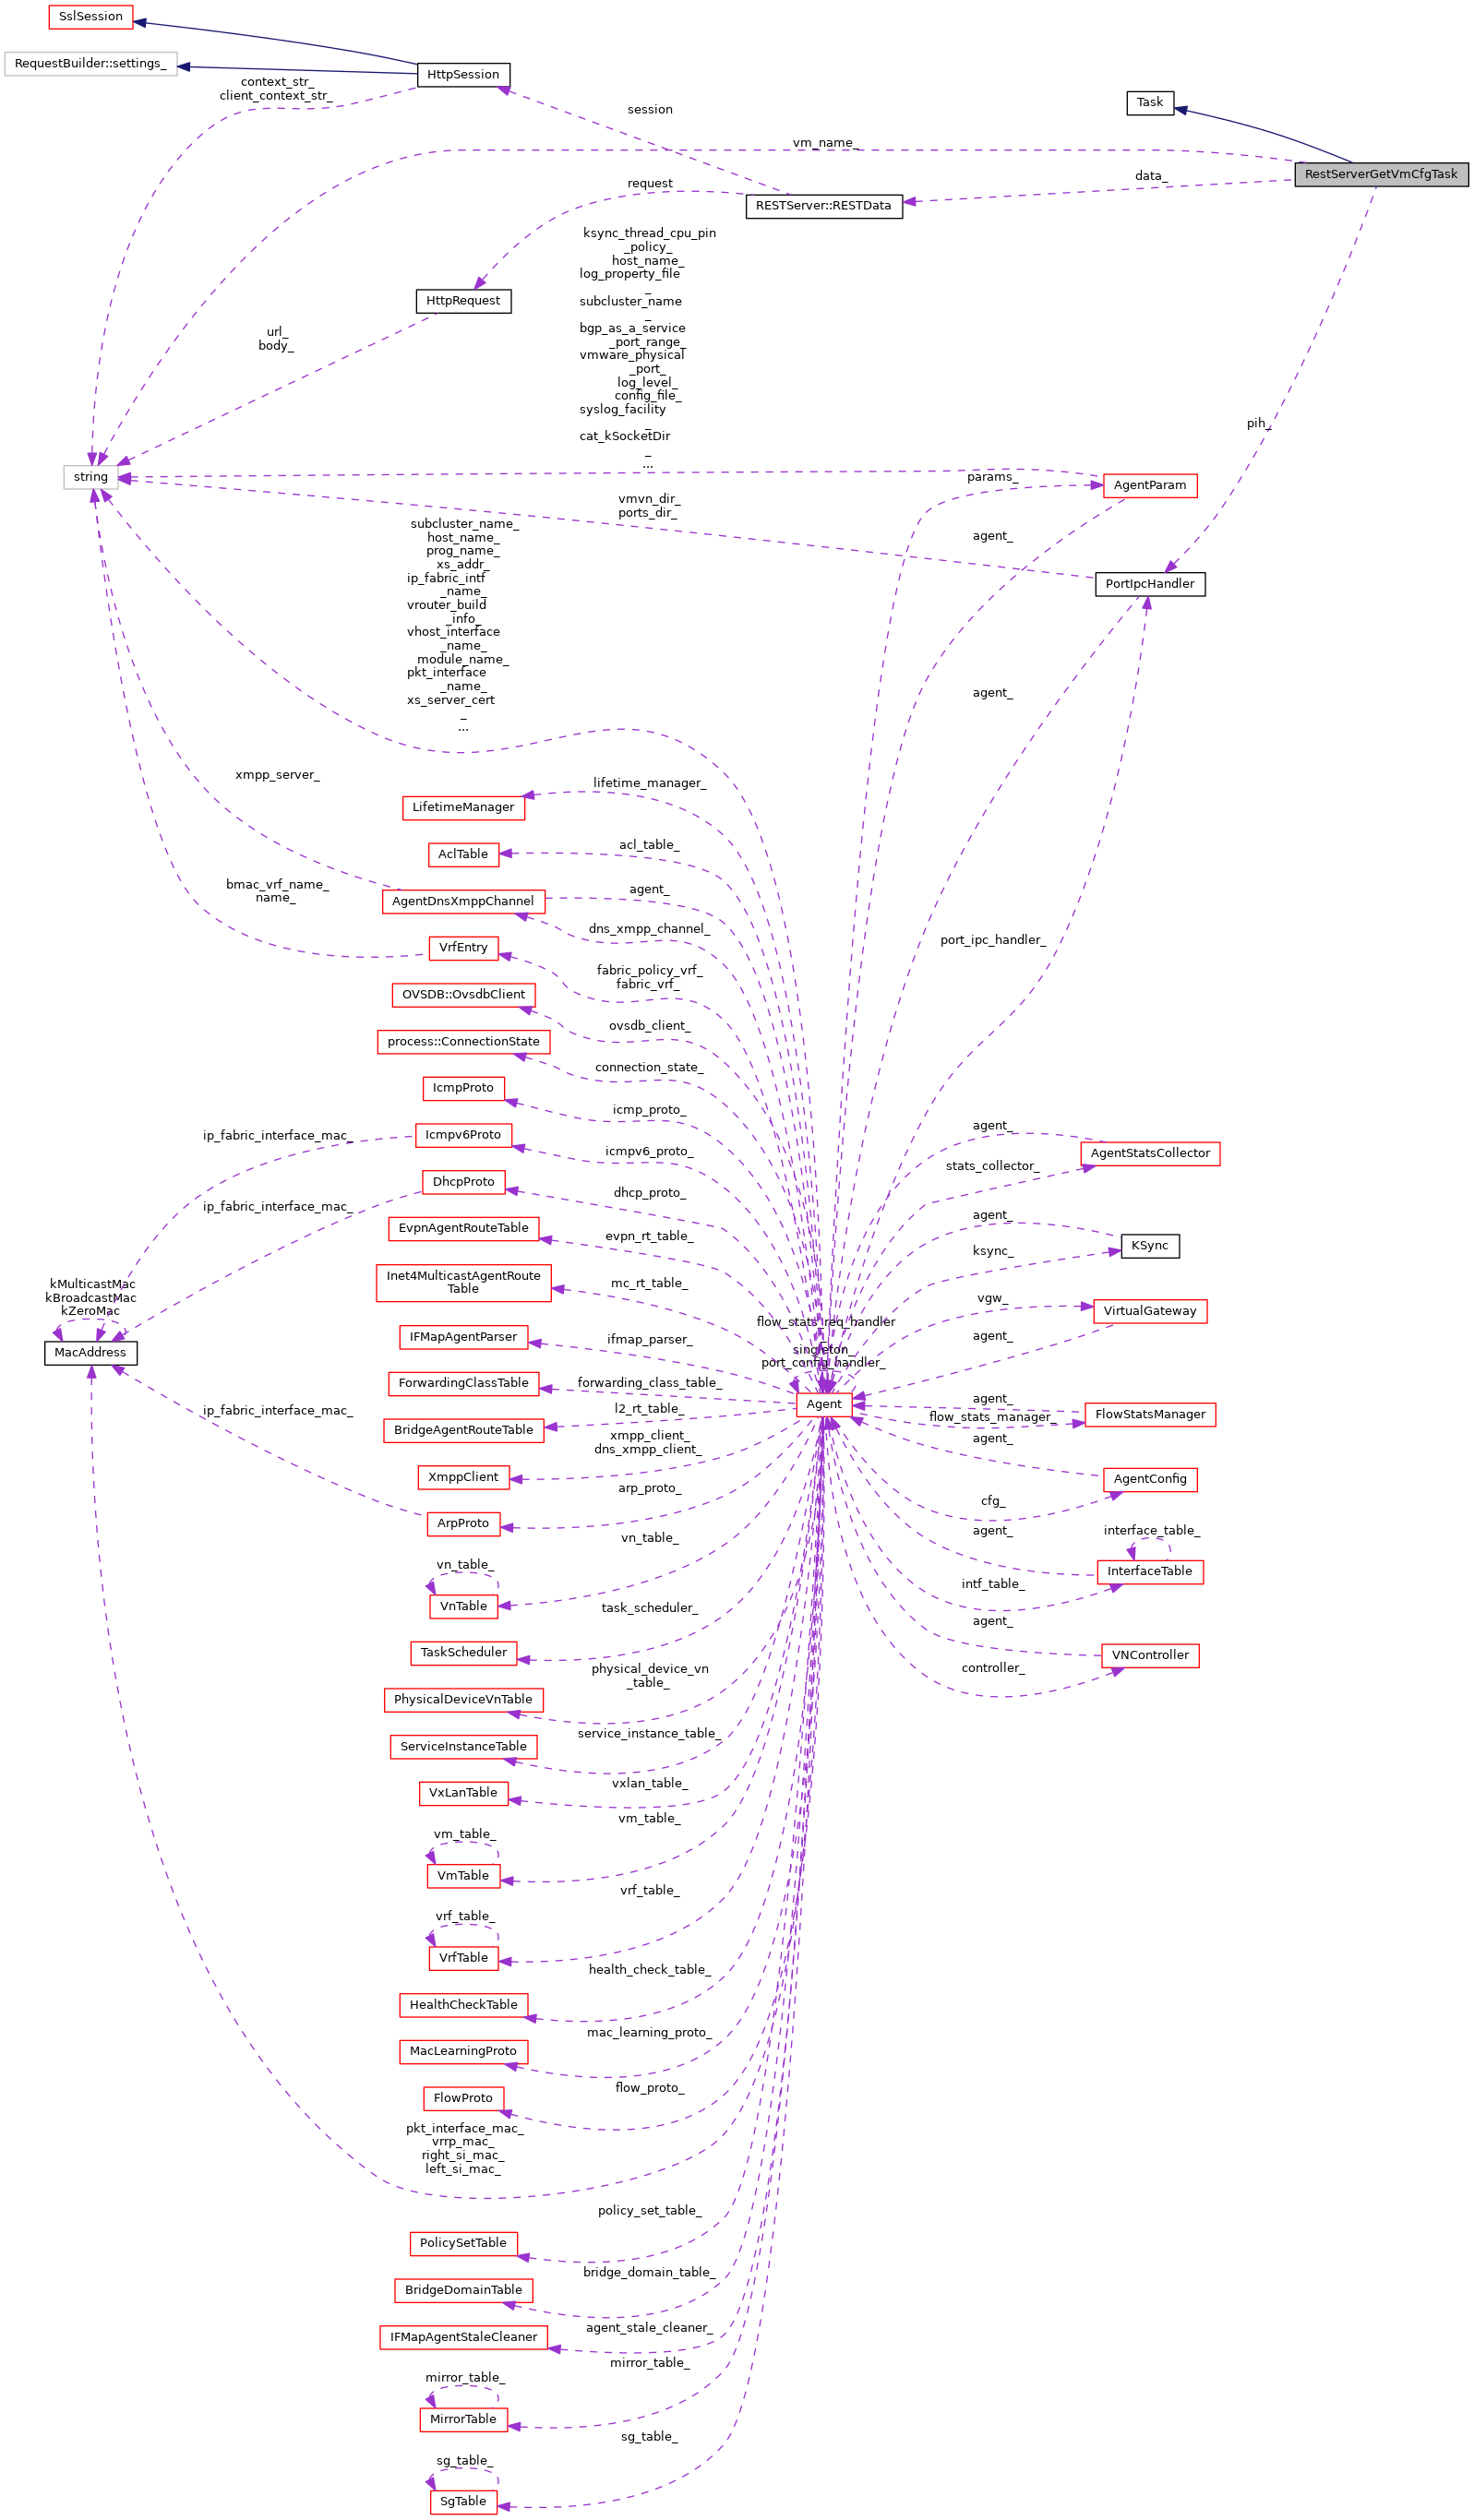 SslSession
RequestBuilder::settings_
HttpSession
context_str_
client_context_str_
Task
session
vm_name_
RestServerGetVmCfgTask
data_
request
RESTServer::RESTData
ksync_thread_cpu_pin
_policy_
host_name_
log_property_file
_
subcluster_name
_
bgp_as_a_service
_port_range_
vmware_physical
_port_
log_level_
config_file_
syslog_facility
_
cat_kSocketDir
_
...
HttpRequest
url_
body_
pih_
string
params_
AgentParam
vmvn_dir_
ports_dir_
agent_
subcluster_name_
host_name_
prog_name_
xs_addr_
ip_fabric_intf
_name_
vrouter_build
_info_
vhost_interface
_name_
module_name_
pkt_interface
_name_
xs_server_cert
_
...
PortIpcHandler
agent_
xmpp_server_
lifetime_manager_
LifetimeManager
acl_table_
AclTable
bmac_vrf_name_
name_
agent_
AgentDnsXmppChannel
dns_xmpp_channel_
port_ipc_handler_
VrfEntry
fabric_policy_vrf_
fabric_vrf_
OVSDB::OvsdbClient
ovsdb_client_
process::ConnectionState
connection_state_
IcmpProto
icmp_proto_
ip_fabric_interface_mac_
Icmpv6Proto
icmpv6_proto_
agent_
AgentStatsCollector
stats_collector_
DhcpProto
dhcp_proto_
ip_fabric_interface_mac_
EvpnAgentRouteTable
evpn_rt_table_
agent_
KSync
ksync_
Inet4MulticastAgentRoute
Table
mc_rt_table_
vgw_
VirtualGateway
agent_
kMulticastMac
kBroadcastMac
kZeroMac
MacAddress
IFMapAgentParser
ifmap_parser_
flow_stats_req_handler
_
singleton_
port_config_handler_
ForwardingClassTable
forwarding_class_table_
Agent
agent_
flow_stats_manager_
FlowStatsManager
ip_fabric_interface_mac_
BridgeAgentRouteTable
l2_rt_table_
xmpp_client_
dns_xmpp_client_
agent_
XmppClient
AgentConfig
arp_proto_
cfg_
ArpProto
vn_table_
agent_
interface_table_
InterfaceTable
vn_table_
intf_table_
VnTable
task_scheduler_
agent_
TaskScheduler
VNController
controller_
physical_device_vn
_table_
PhysicalDeviceVnTable
service_instance_table_
ServiceInstanceTable
vxlan_table_
VxLanTable
vm_table_
vm_table_
VmTable
vrf_table_
vrf_table_
VrfTable
health_check_table_
HealthCheckTable
mac_learning_proto_
MacLearningProto
flow_proto_
FlowProto
pkt_interface_mac_
vrrp_mac_
right_si_mac_
left_si_mac_
policy_set_table_
PolicySetTable
bridge_domain_table_
BridgeDomainTable
agent_stale_cleaner_
IFMapAgentStaleCleaner
mirror_table_
mirror_table_
MirrorTable
sg_table_
sg_table_
SgTable